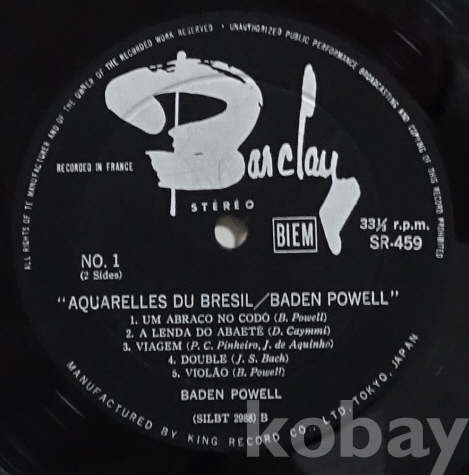 ALL RIGHTS OF TE MANUFACTURER AND OF THE OWNER OF THE RECORDED WORK RESERVED · UNAUTHORIZED PUBLIC PERFORMANCE BROADCASTING AND COPYING OF THIS RECORD PROHIBITED
Barclay
RECORDED IN FRANCE
STÉRÉO
BIEM
33⅓ r.p.m.
SR-459
NO. 1
(2 Sides)
"AQUARELLES DU BRESIL/BADEN POWELL"
1. UM ABRACO NO CODÓ (B. Powell)
2. A LENDA DO ABAETÉ (D. Caymmi)
3. VIAGEM (P. C. Pinheiro, J. de Aquinho)
4. DOUBLE (J. S. Bach)
5. VIOLÃO (B. Powell)
BADEN POWELL
(SILBT 2988) B
MANUFACTURED BY KING RECORD CO., LTD., TOKYO, JAPAN
kobay